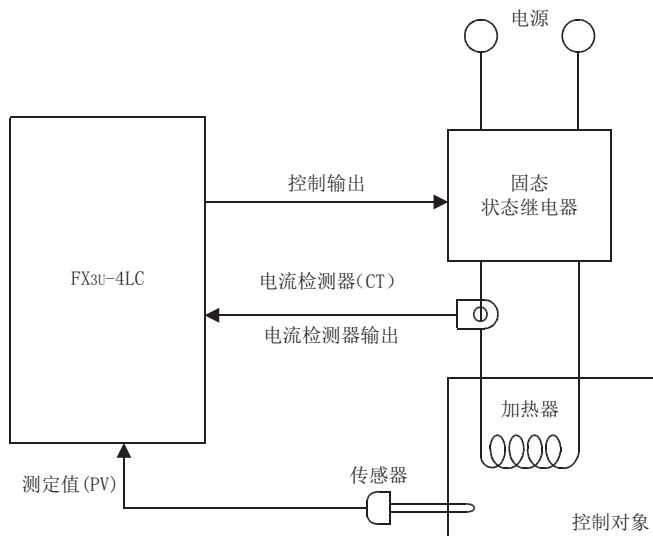 电源
控制输出
固态
状态继电器
FX3U-4LC
电流检测器(CT)
电流检测器输出
加热器
测定值(PV)
传感器
控制对象